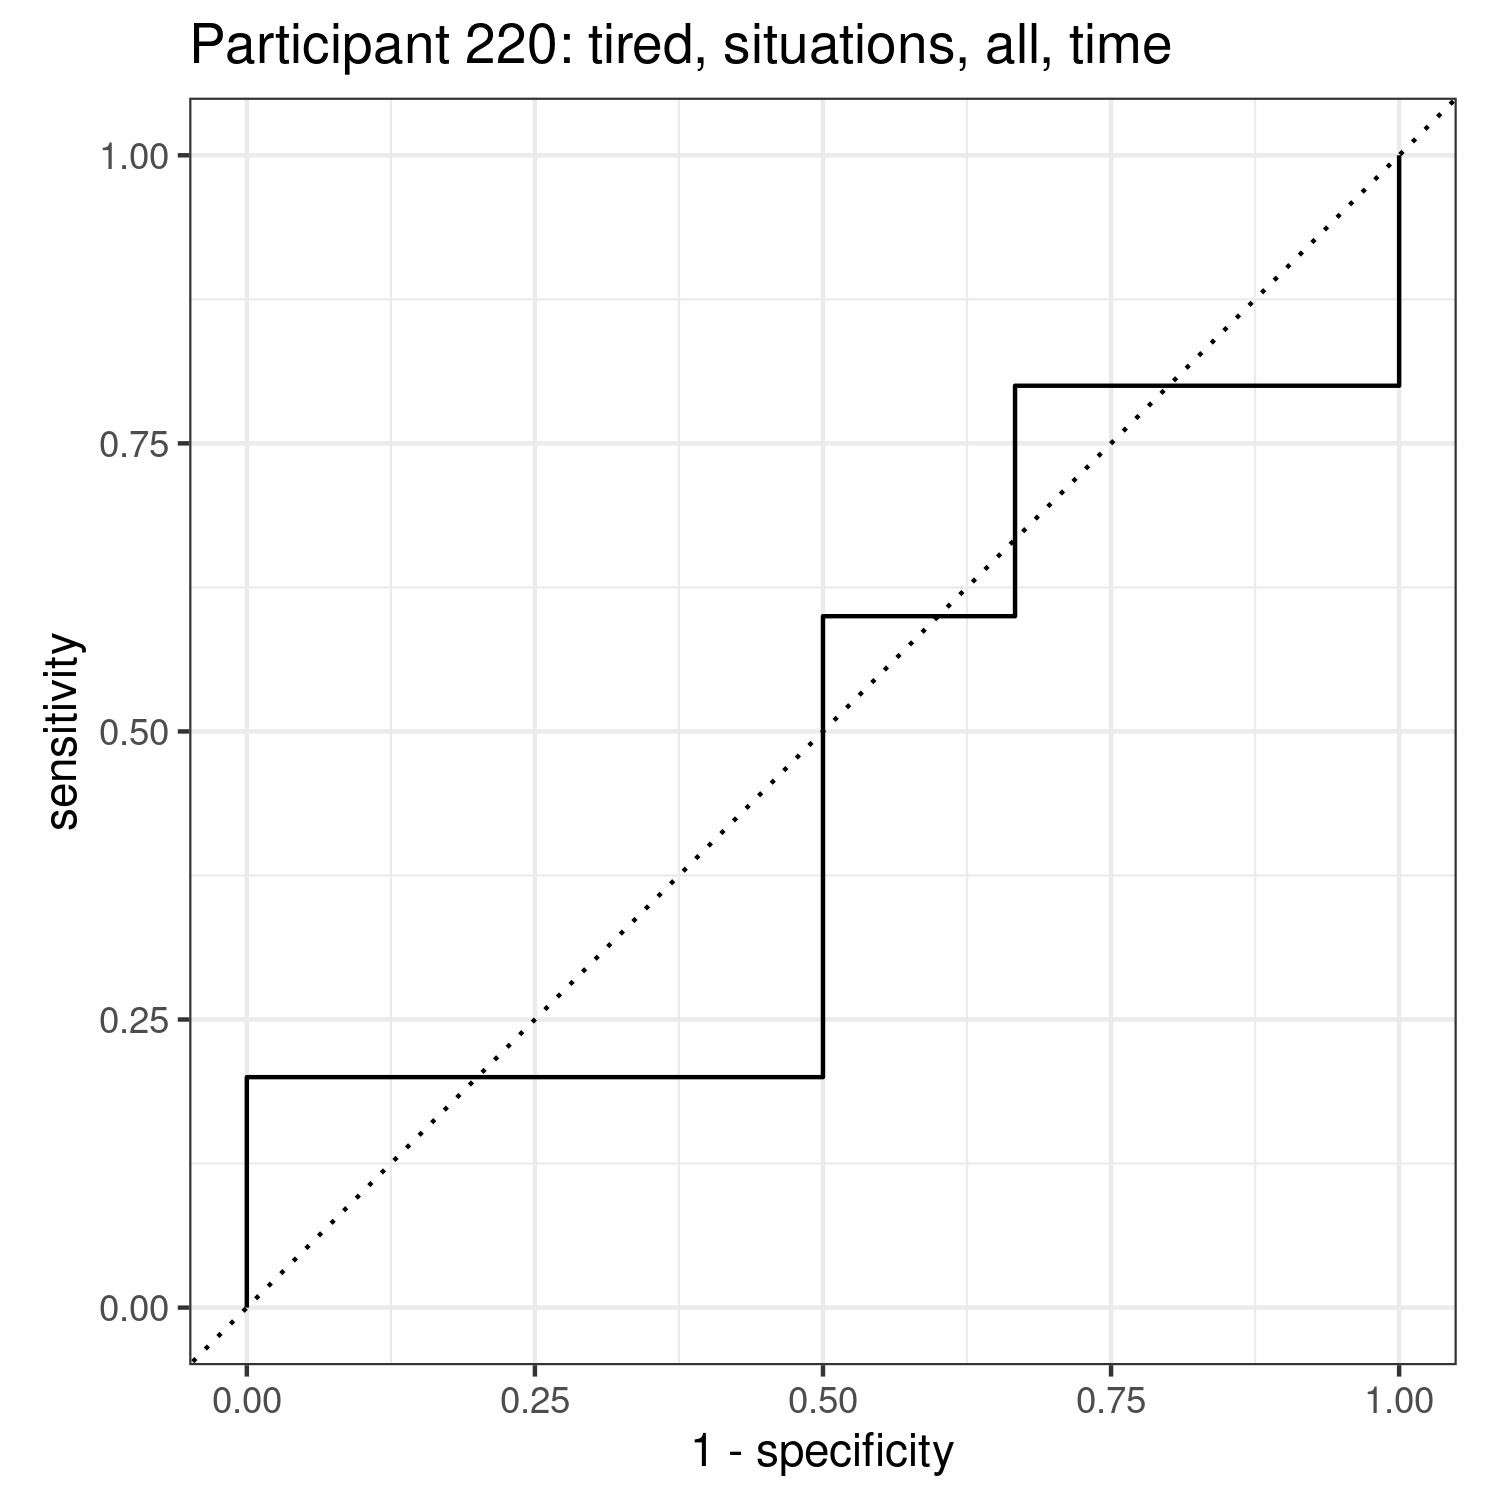 Participant 220: tired, situations, all, time
sensitivity
1.00
0.75
0.50
0.25
0.00
0.00 0.25 0.50 0.75 1.00
1 - specificity